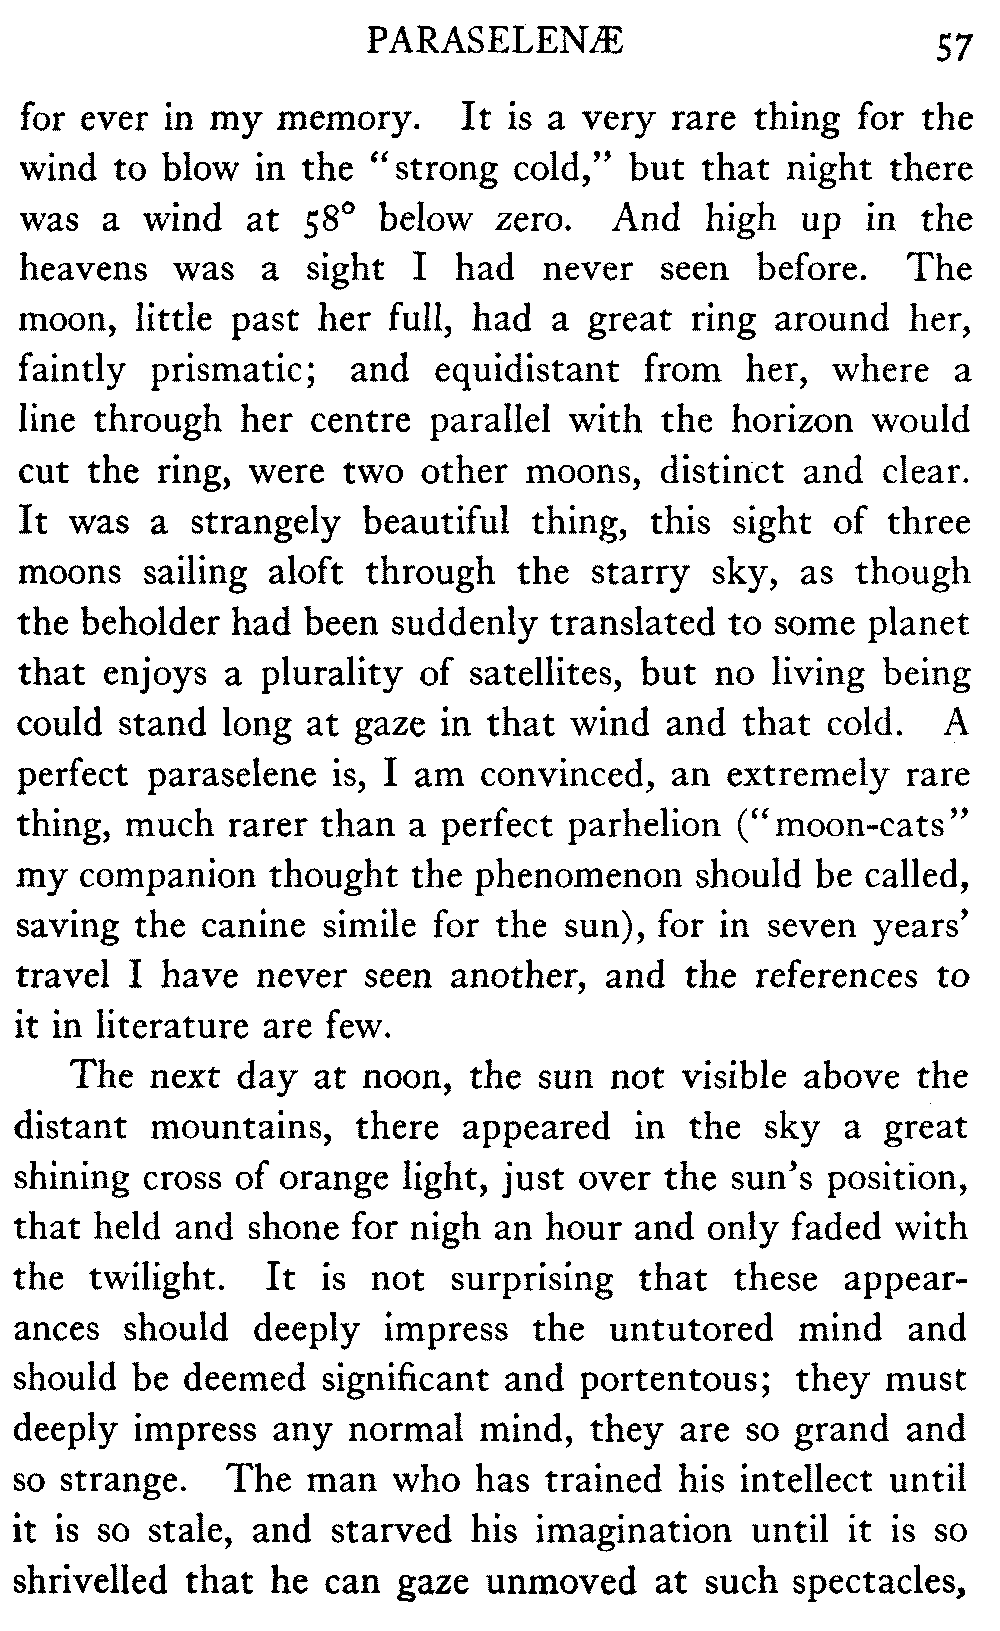 PARASELENÆ 57
for ever in my memory. It is a very rare thing for the
wind to blow in the “strong cold,” but that night there
was a wind at 58° below zero. And high up in the
heavens was a sight I had never seen before. The
moon, little past her full, had a great ring around her,
faintly prismatic; and equidistant from her, where a
line through her centre parallel with the horizon would
cut the ring, were two other moons, distinct and clear.
It was a strangely beautiful thing, this sight of three
moons sailing aloft through the starry sky, as though
the beholder had been suddenly translated to some planet
that enjoys a plurality of satellites, but no living being
could stand long at gaze in that wind and that cold. A
perfect paraselene is, I am convinced, an extremely rare
thing, much rarer than a perfect parhelion (“moon-cats”
my companion thought the phenomenon should be called,
saving the canine simile for the sun), for in seven years’
travel I have never seen another, and the references to
it in literature are few.
The next day at noon, the sun not visible above the
distant mountains, there appeared in the sky a great
shining cross of orange light, just over the sun’s position,
that held and shone for nigh an hour and only faded with
the twilight. It is not surprising that these appear-
ances should deeply impress the untutored mind and
should be deemed significant and portentous; they must
deeply impress any normal mind, they are so grand and
so strange. The man who has trained his intellect until
it is so stale, and starved his imagination until it is so
shrivelled that he can gaze unmoved at such spectacles,